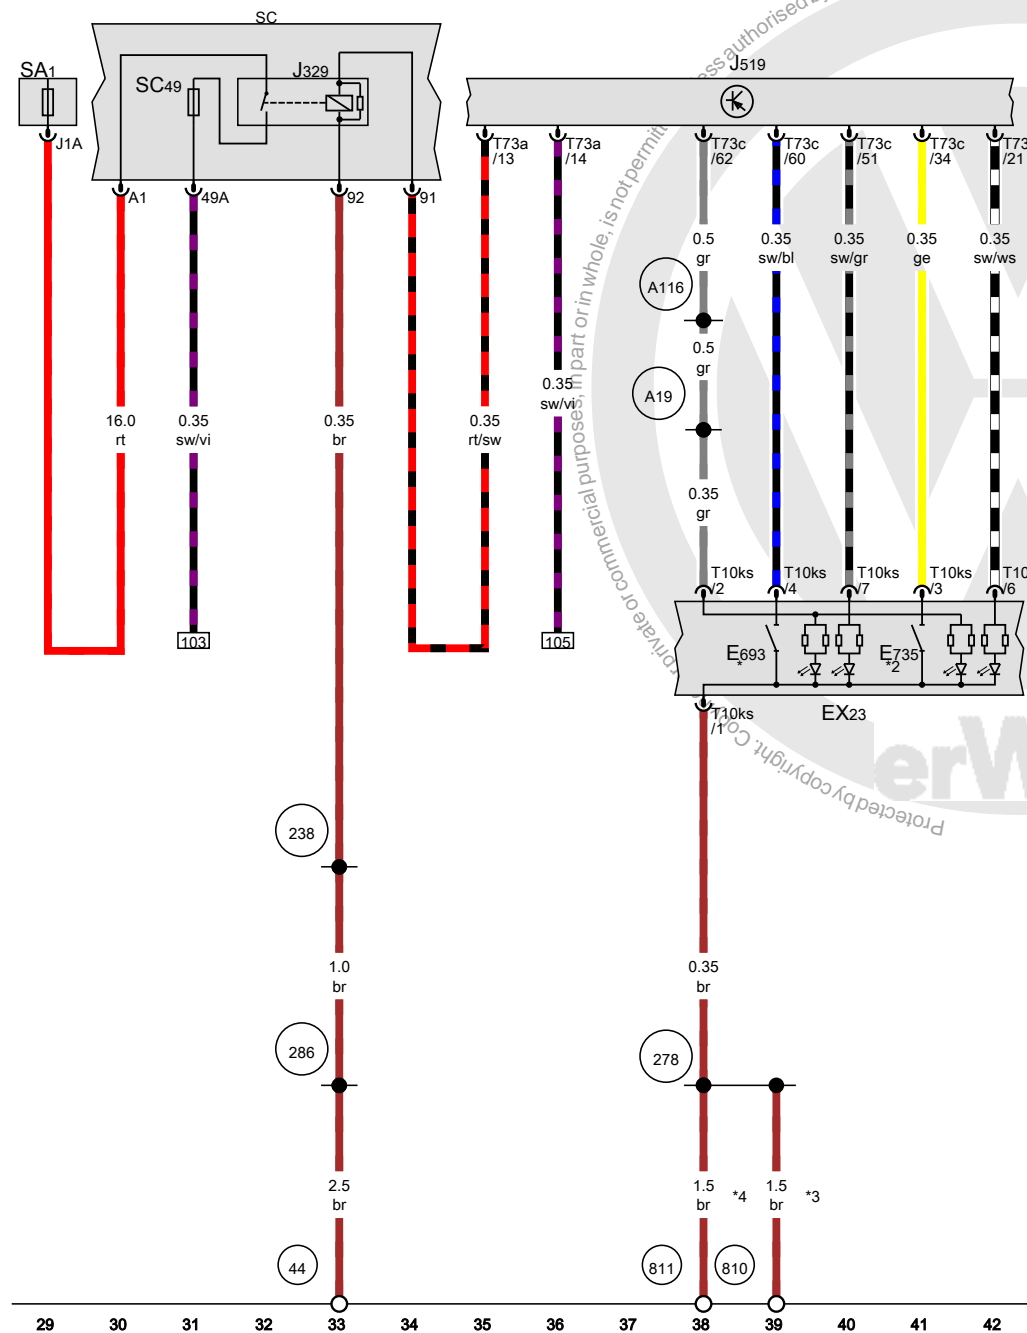 SC
SA1
SC49
J329
J519
J1A
A1
49A
92
91
T73a
/13
T73a
/14
T73c
/62
T73c
/60
T73c
/51
T73c
/34
T73
/21
0.5
gr
0.35
sw/bl
0.35
sw/gr
0.35
ge
0.35
sw/ws
A116
0.5
gr
0.35
sw/vi
A19
16.0
rt
0.35
sw/vi
0.35
br
0.35
rt/sw
0.35
gr
T10ks
/2
T10ks
/4
T10ks
/7
T10ks
/3
T10
/6
103
105
E693
*
E735
*2
T10ks
/1
EX23
238
1.0
br
0.35
br
286
278
2.5
br
1.5
br
*4
1.5
br
*3
44
811
810
29 30 31 32 33 34 35 36 37 38 39 40 41 42
erW
Protected by copyright. Cop
rivate or commercial purposes, in part or in whole, is not permitt
ss authorised by